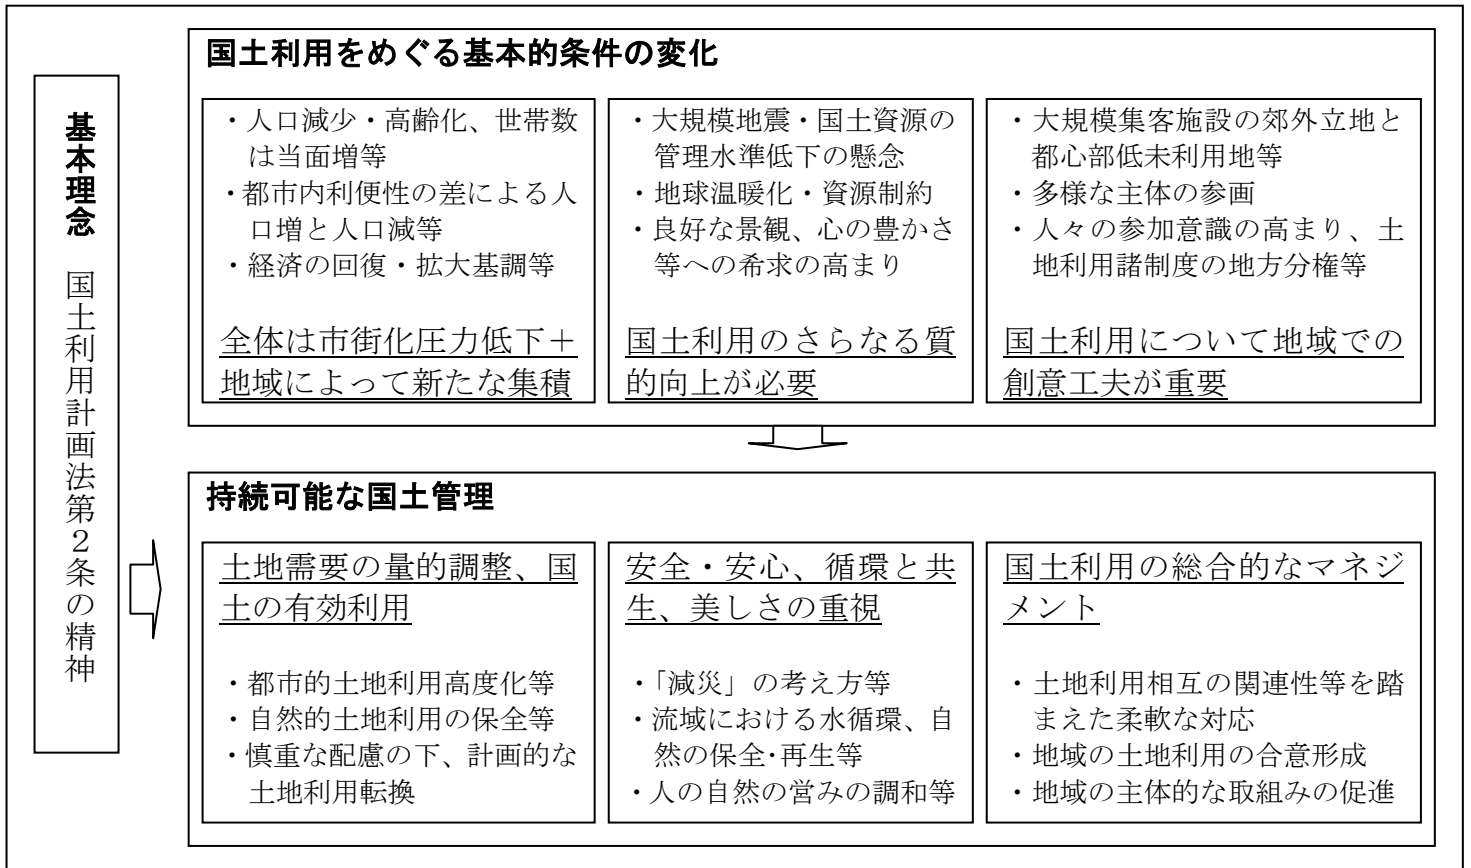 基本理念 国土利用計画法第２条の精神
国土利用をめぐる基本的条件の変化
・人口減少・高齢化、世帯数
は当面増等
・都市内利便性の差による人
口増と人口減等
・経済の回復・拡大基調等
全体は市街化圧力低下＋
地域によって新たな集積
・大規模地震・国土資源の
管理水準低下の懸念
・地球温暖化・資源制約
・良好な景観、心の豊かさ
等への希求の高まり
国土利用のさらなる質
的向上が必要
・大規模集客施設の郊外立地と
都心部低未利用地等
・多様な主体の参画
・人々の参加意識の高まり、土
地利用諸制度の地方分権等
国土利用について地域での
創意工夫が重要
持続可能な国土管理
土地需要の量的調整、国
土の有効利用
・都市的土地利用高度化等
・自然的土地利用の保全等
・慎重な配慮の下、計画的な
土地利用転換
安全・安心、循環と共
生、美しさの重視
・「減災」の考え方等
・流域における水循環、自
然の保全･再生等
・人の自然の営みの調和等
国土利用の総合的なマネジ
メント
・土地利用相互の関連性等を踏
まえた柔軟な対応
・地域の土地利用の合意形成
・地域の主体的な取組みの促進